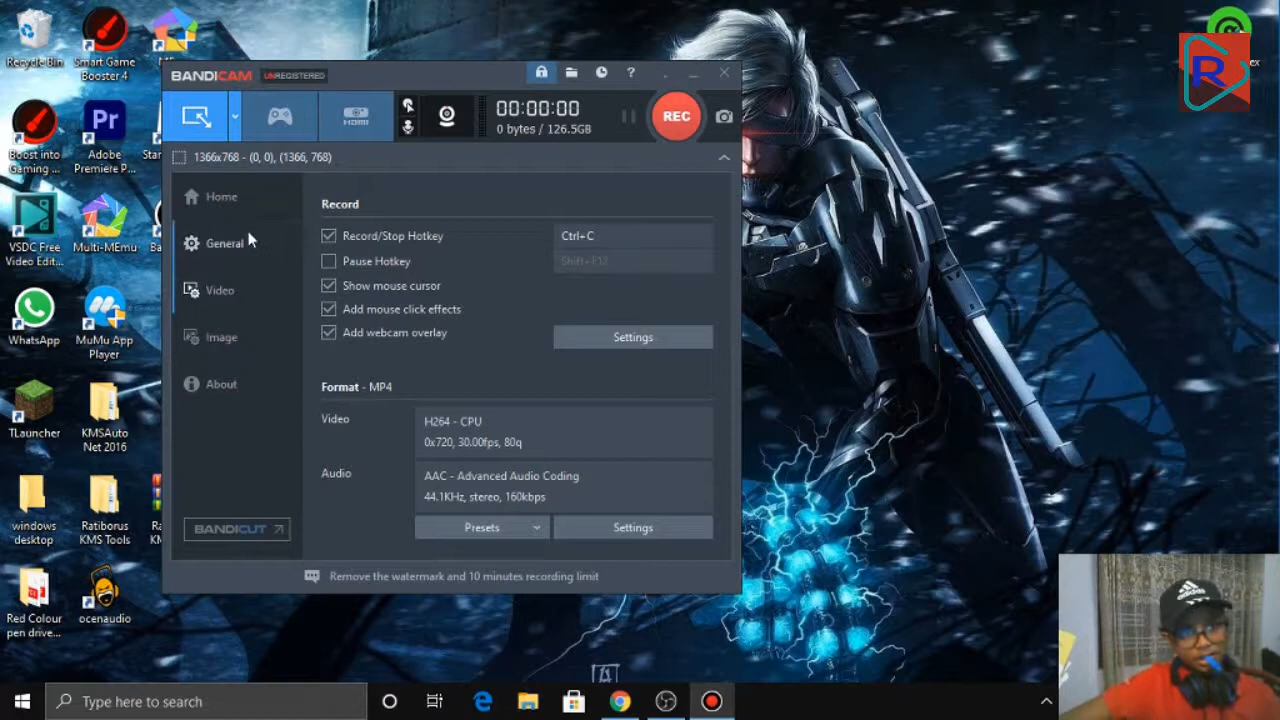 Recycle Bin
Smart Game
Booster 4
BANDICAM UNREGISTERED
?
HDMI
00:00:00
0 bytes / 126.5GB
REC
R
1366x768 - (0, 0), (1366, 768)
Boost into
Gaming ...
Pr
Adobe
Premiere P...
Home
General
Video
Image
About
BANDICUT
Record
Record/Stop Hotkey
Ctrl+C
Pause Hotkey
Shift+F12
Show mouse cursor
Add mouse click effects
Add webcam overlay
Settings
Format - MP4
Video
H264 - CPU
0x720, 30.00fps, 80q
Audio
AAC - Advanced Audio Coding
44.1KHz, stereo, 160kbps
Presets
Settings
Remove the watermark and 10 minutes recording limit
VSDC Free
Video Edit...
Multi-MEmu
WhatsApp
MuMu App
Player
TLauncher
KMSAuto
Net 2016
windows
desktop
Ratiborus
KMS Tools
Red Colour
pen drive...
ocenaudio
Type here to search